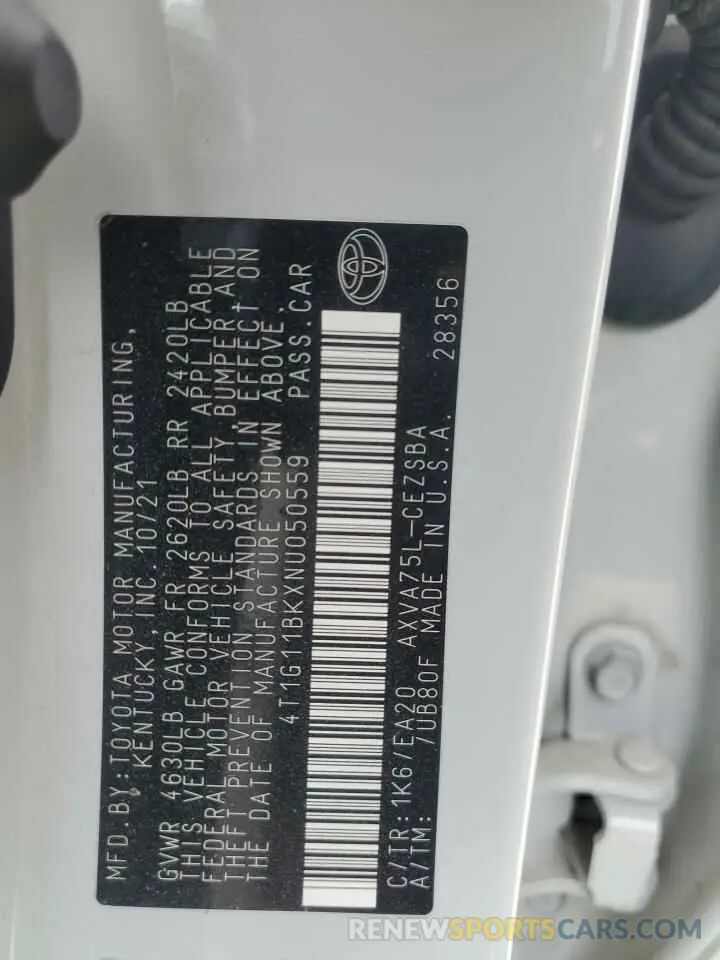 MFD.BY:TOYOTA MOTOR MANUFACTURING,
KENTUCKY, INC. 10/21
GVWR 4630LB GAWR FR 2620LB RR 2420LB
THIS VEHICLE CONFORMS TO ALL APPLICABLE
FEDERAL MOTOR VEHICLE SAFETY, BUMPER AND
THEFT PREVENTION STANDARDS IN EFFECT ON
THE DATE OF MANUFACTURE SHOWN ABOVE.
4T1G11BKXNU050559 PASS.CAR
C/TR:1K6/EA20 AXVA75L-CEZSBA
A/TM: /UB80F MADE IN U.S.A. 28356
RENEWSPORTSCARS.COM